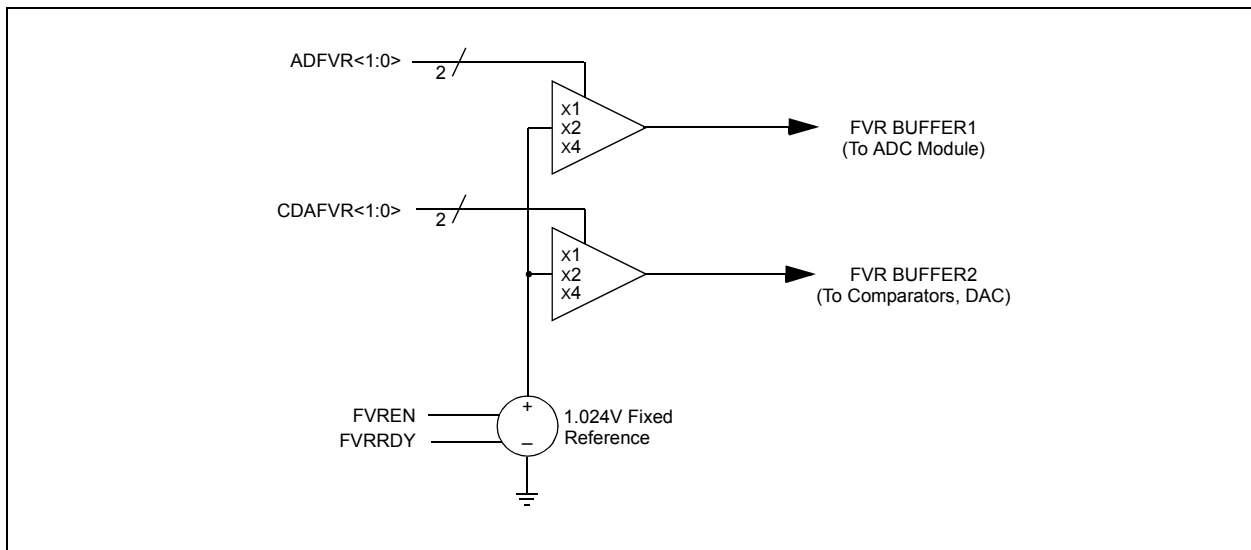 ADFVR<1:0>
2
X1
X2
X4
FVR BUFFER1
(To ADC Module)
CDAFVR<1:0>
2
X1
X2
X4
FVR BUFFER2
(To Comparators, DAC)
FVREN
FVRRDY
+
–
1.024V Fixed
Reference